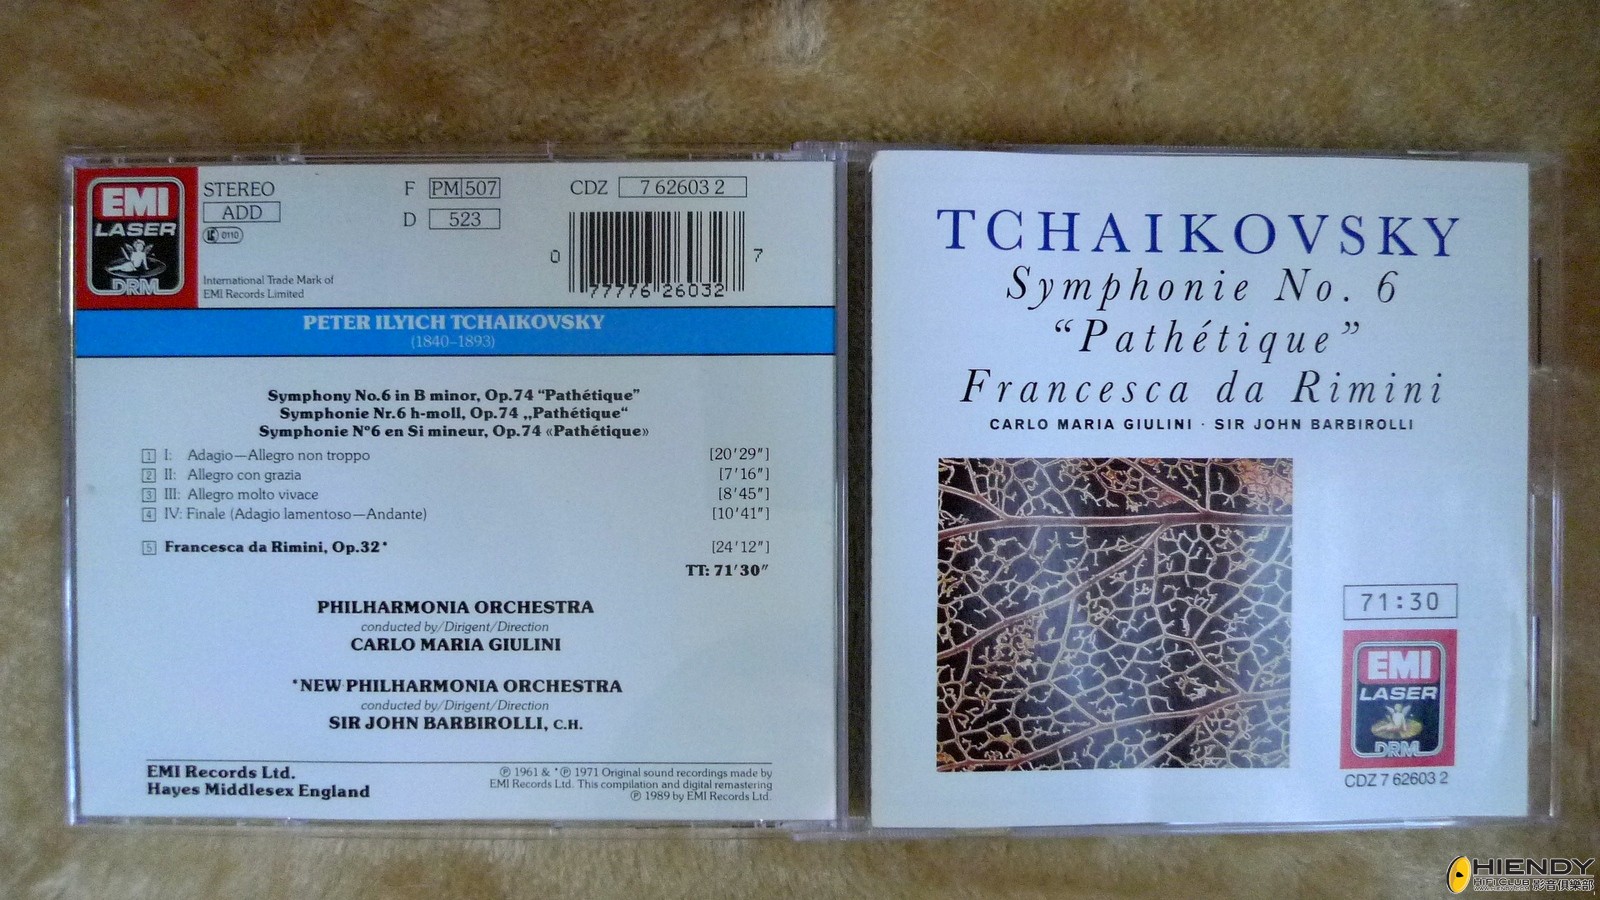 EMI
LASER
DRM
STEREO
ADD
0110
International Trade Mark of
EMI Records Limited
F PM 507
D 523
CDZ 7 62603 2
0 77776 26032 7
PETER ILYICH TCHAIKOVSKY
(1840–1893)
Symphony No.6 in B minor, Op.74 “Pathétique”
Symphonie Nr.6 h-moll, Op.74 „Pathétique“
Symphonie N°6 en Si mineur, Op.74 «Pathétique»
1 I: Adagio—Allegro non troppo [20’29”]
2 II: Allegro con grazia [7’16”]
3 III: Allegro molto vivace [8’45”]
4 IV: Finale (Adagio lamentoso—Andante) [10’41”]
5 Francesca da Rimini, Op.32* [24’12”]
TT: 71’30”
PHILHARMONIA ORCHESTRA
conducted by/Dirigent/Direction
CARLO MARIA GIULINI
*NEW PHILHARMONIA ORCHESTRA
conducted by/Dirigent/Direction
SIR JOHN BARBIROLLI, C.H.
EMI Records Ltd.
Hayes Middlesex England
℗ 1961 & *℗ 1971 Original sound recordings made by
EMI Records Ltd. This compilation and digital remastering
℗ 1989 by EMI Records Ltd.
TCHAIKOVSKY
Symphonie No. 6
“Pathétique”
Francesca da Rimini
CARLO MARIA GIULINI · SIR JOHN BARBIROLLI
71:30
EMI
LASER
DRM
CDZ 7 62603 2
HIENDY
HiFi CLUB 影音俱樂部